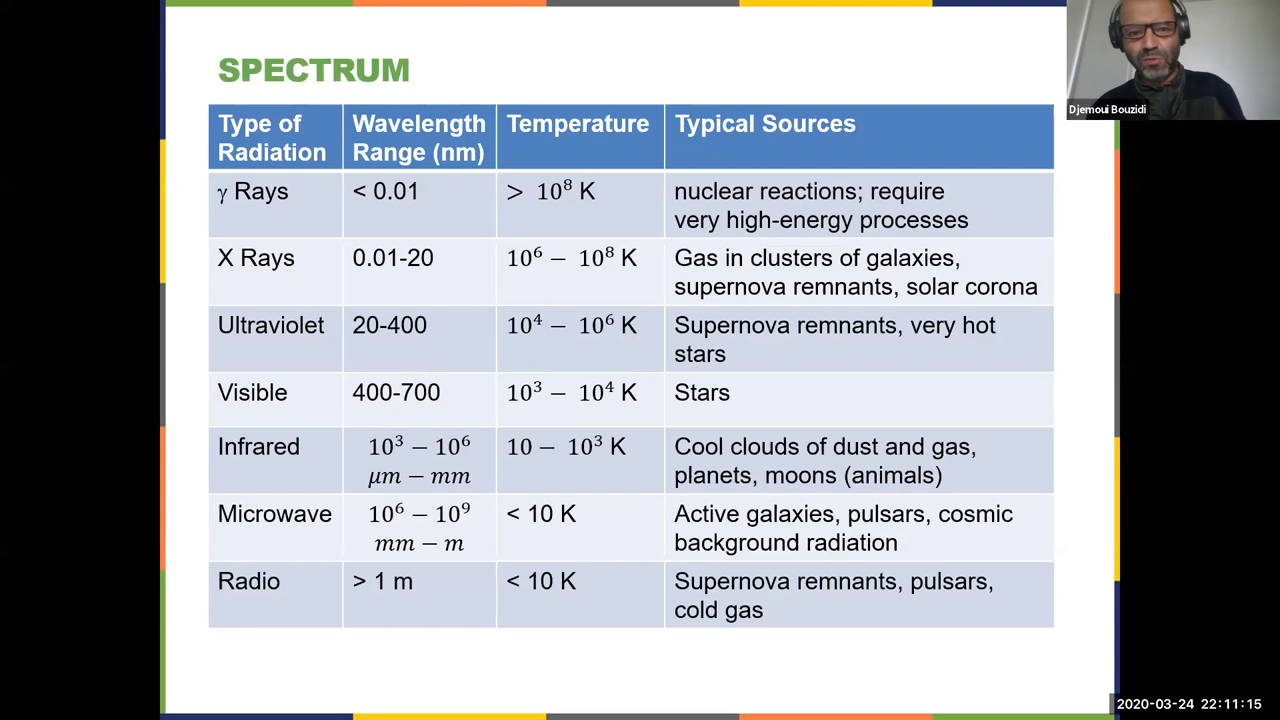 SPECTRUM
Type of Radiation | Wavelength Range (nm) | Temperature | Typical Sources
γ Rays | < 0.01 | > 10⁸ K | nuclear reactions; require
very high-energy processes
X Rays | 0.01-20 | 10⁶ − 10⁸ K | Gas in clusters of galaxies,
supernova remnants, solar corona
Ultraviolet | 20-400 | 10⁴ − 10⁶ K | Supernova remnants, very hot
stars
Visible | 400-700 | 10³ − 10⁴ K | Stars
Infrared | 10³ − 10⁶ | 10 − 10³ K | Cool clouds of dust and gas,
μm − mm | planets, moons (animals)
Microwave | 10⁶ − 10⁹ | < 10 K | Active galaxies, pulsars, cosmic
mm − m | background radiation
Radio | > 1 m | < 10 K | Supernova remnants, pulsars,
cold gas
Djemoui Bouzidi
2020-03-24 22:11:15